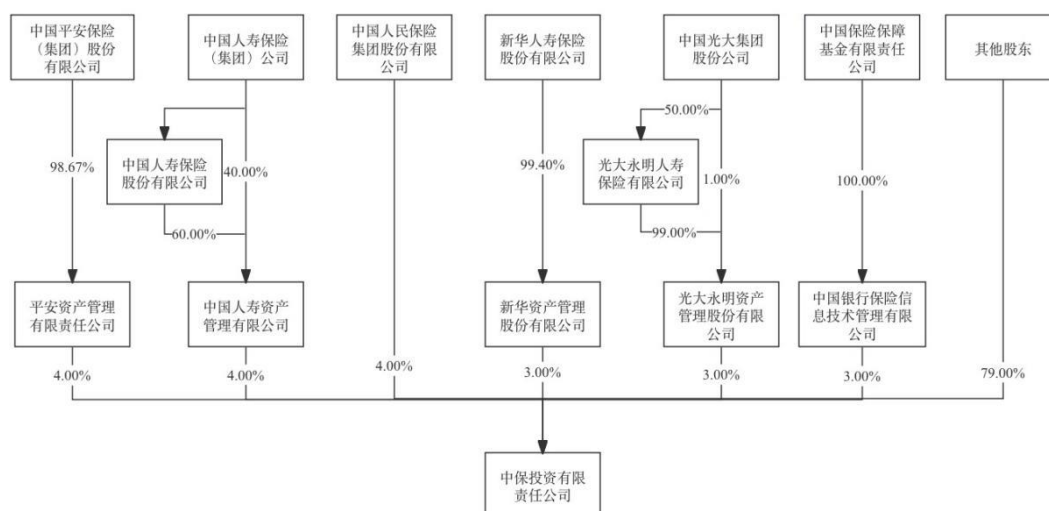 中国平安保险
（集团）股份
有限公司
中国人寿保险
（集团）公司
中国人民保险
集团股份有限
公司
新华人寿保险
股份有限公司
中国光大集团
股份公司
中国保险保障
基金有限责任
公司
其他股东
50.00%
98.67%
中国人寿保险
股份有限公司
40.00%
99.40%
光大永明人寿
保险有限公司
1.00%
100.00%
60.00%
99.00%
平安资产管理
有限责任公司
中国人寿资产
管理有限公司
新华资产管理
股份有限公司
光大永明资产
管理股份有限
公司
中国银行保险信
息技术管理有限
公司
4.00%
4.00%
4.00%
3.00%
3.00%
3.00%
79.00%
中保投资有限
责任公司